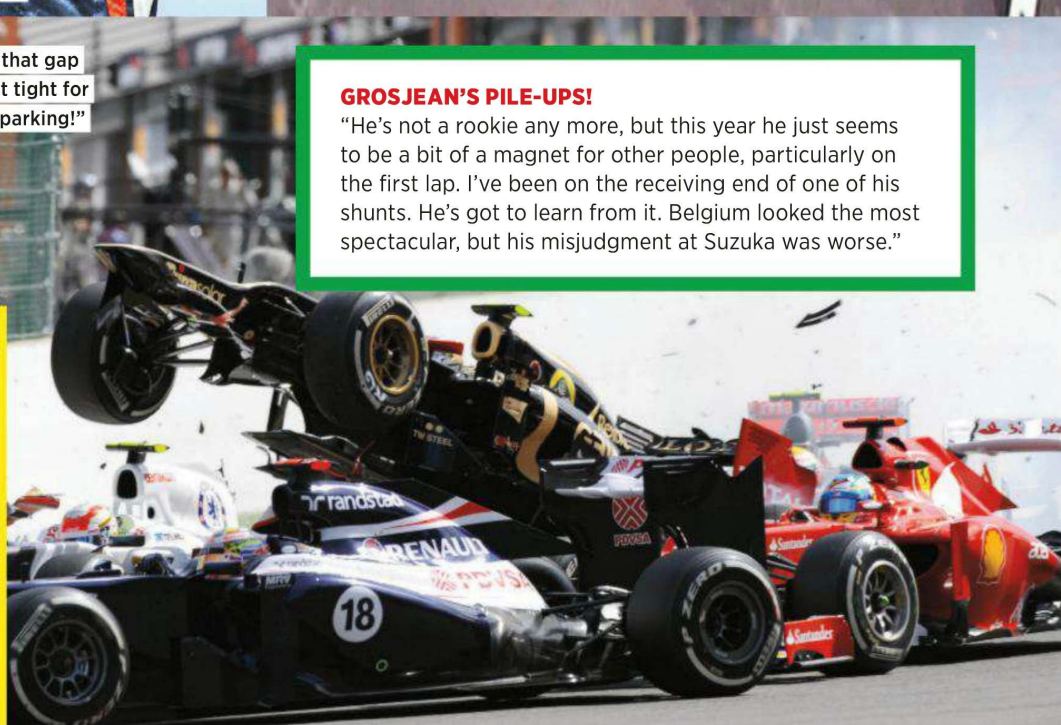 that gap
t tight for
parking!”
GROSJEAN’S PILE-UPS!
“He’s not a rookie any more, but this year he just seems
to be a bit of a magnet for other people, particularly on
the first lap. I’ve been on the receiving end of one of his
shunts. He’s got to learn from it. Belgium looked the most
spectacular, but his misjudgment at Suzuka was worse.”
TW STEEL
randstad
RENAULT
PDVSA
PDVSA
MRV
18
PIRELLI
P ZERO
Santander
Santander